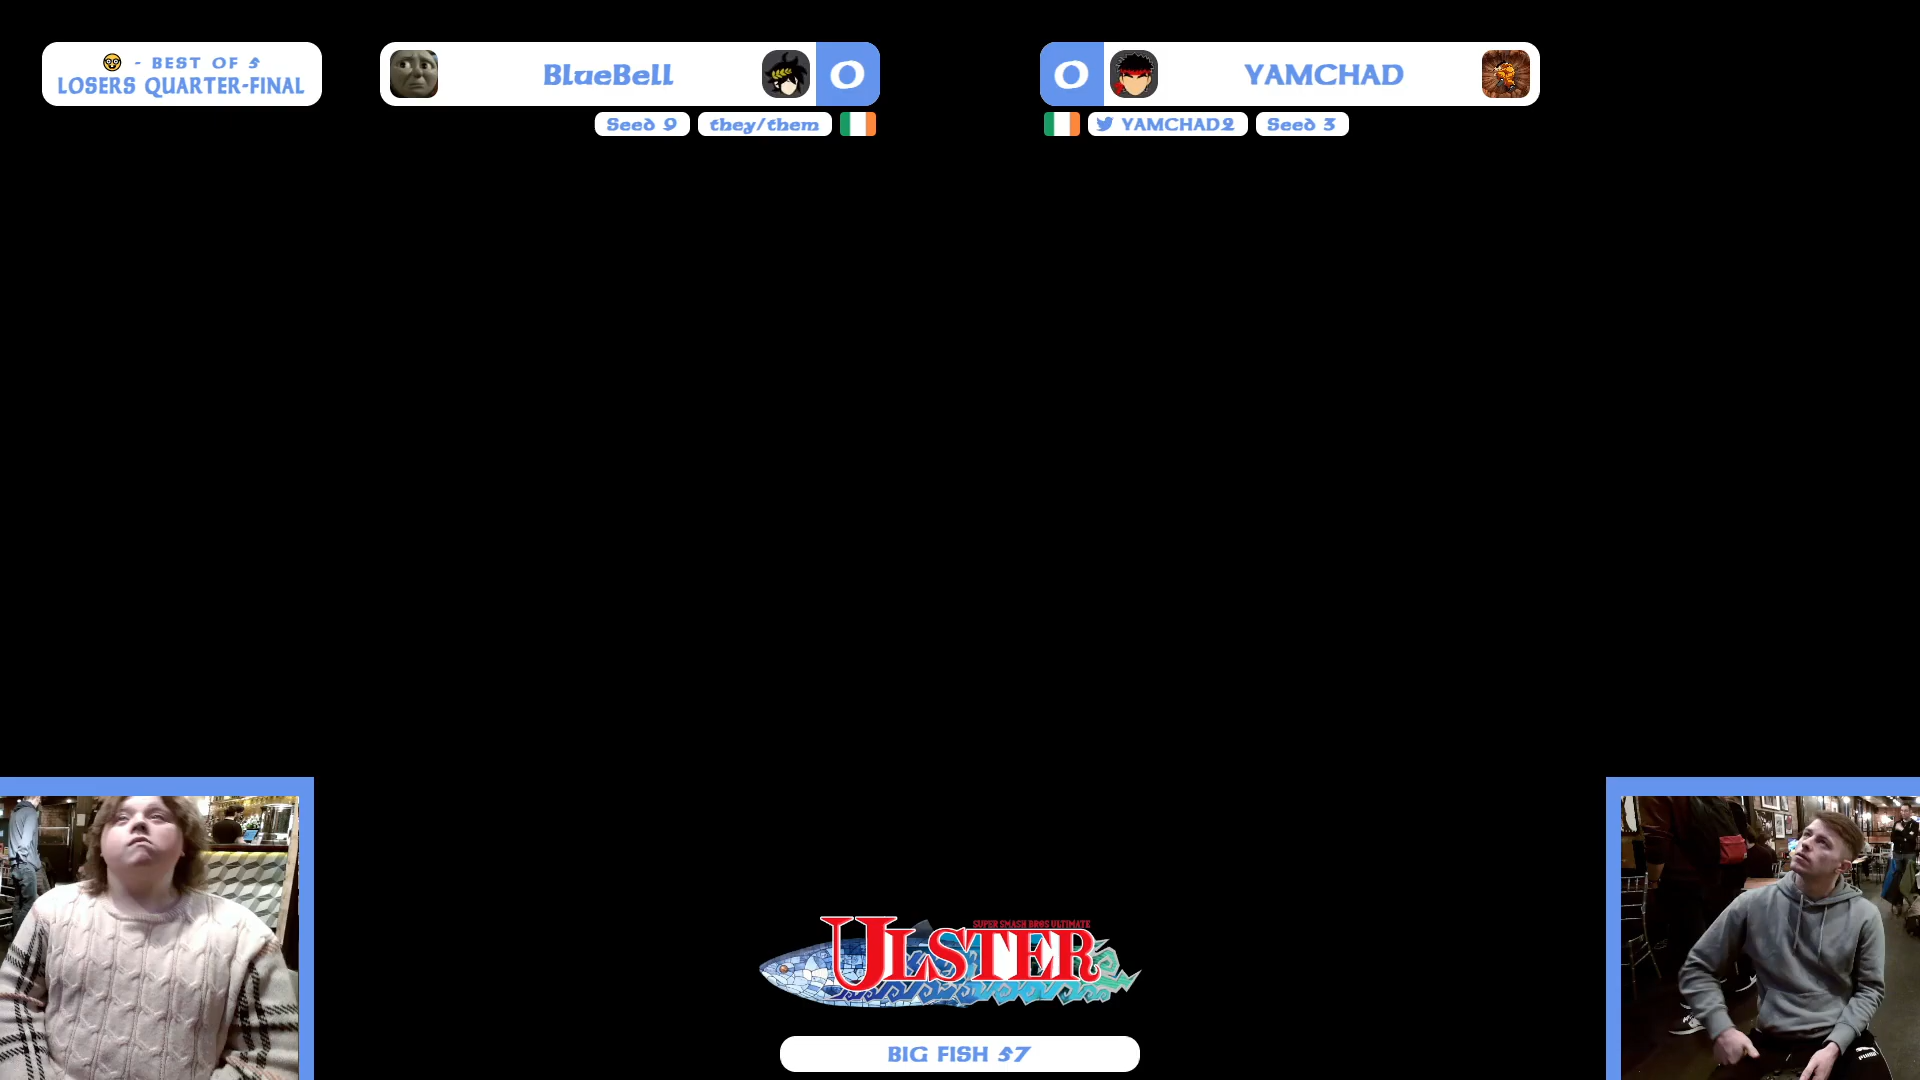 - BEST OF 5
LOSERS QUARTER-FINAL
BlueBell
0
Seed 9
they/them
0
YAMCHAD
YAMCHAD2
Seed 3
SUPER SMASH BROS ULTIMATE
ULSTER
BIG FISH 57